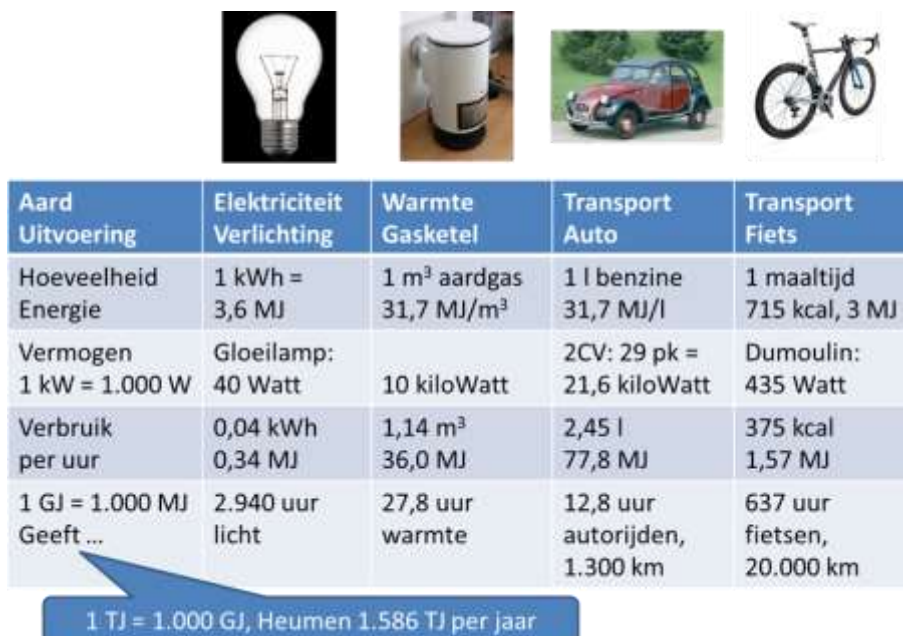 Aard
Uitvoering
Elektriciteit
Verlichting
Warmte
Gasketel
Transport
Auto
Transport
Fiets
Hoeveelheid
Energie
1 kWh =
3,6 MJ
1 m³ aardgas
31,7 MJ/m³
1 l benzine
31,7 MJ/l
1 maaltijd
715 kcal, 3 MJ
Vermogen
1 kW = 1.000 W
Gloeilamp:
40 Watt
10 kiloWatt
2CV: 29 pk =
21,6 kiloWatt
Dumoulin:
435 Watt
Verbruik
per uur
0,04 kWh
0,34 MJ
1,14 m³
36,0 MJ
2,45 l
77,8 MJ
375 kcal
1,57 MJ
1 GJ = 1.000 MJ
Geeft ...
2.940 uur
licht
27,8 uur
warmte
12,8 uur
autorijden,
1.300 km
637 uur
fietsen,
20.000 km
1 TJ = 1.000 GJ, Heumen 1.586 TJ per jaar